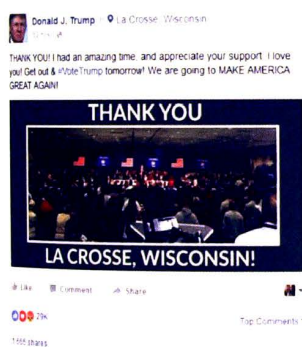 Donald J. Trump La Crosse, Wisconsin
THANK YOU! I had an amazing time, and appreciate your support. I love
you! Get out & #VoteTrump tomorrow! We are going to MAKE AMERICA
GREAT AGAIN!
THANK YOU
LA CROSSE, WISCONSIN!
Like Comment Share
29K Top Comments
shares